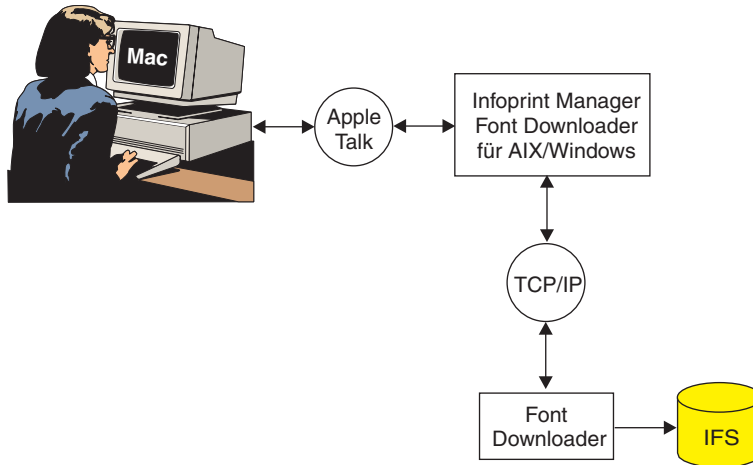 Mac
Apple
Talk
Infoprint Manager
Font Downloader
für AIX/Windows
TCP/IP
Font
Downloader
IFS